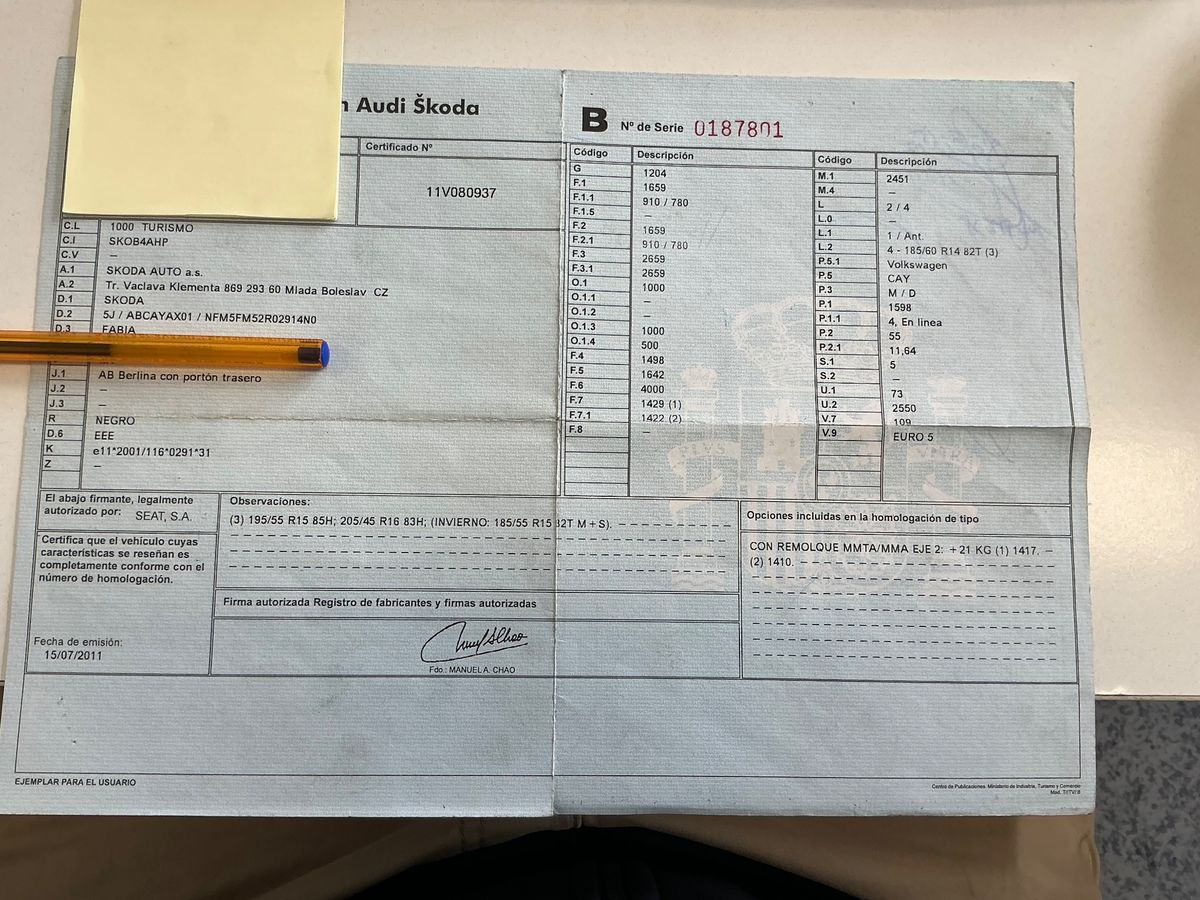 Audi Škoda
B Nº de Serie 0187801
Certificado Nº
11V080937
C.L 1000 TURISMO
C.I SKOB4AHP
C.V –
A.1 SKODA AUTO a.s.
A.2 Tr. Vaclava Klementa 869 293 60 Mlada Boleslav CZ
D.1 SKODA
D.2 5J / ABCAYAX01 / NFM5FM52R02914N0
D.3 FABIA
J.1 AB Berlina con portón trasero
J.2 –
J.3 –
R NEGRO
D.6 EEE
K e11*2001/116*0291*31
Z –
Código Descripción
G 1204
F.1 1659
F.1.1 910 / 780
F.1.5 –
F.2 1659
F.2.1 910 / 780
F.3 2659
F.3.1 2659
O.1 1000
O.1.1 –
O.1.2 –
O.1.3 1000
O.1.4 500
F.4 1498
F.5 1642
F.6 4000
F.7 1429 (1)
F.7.1 1422 (2)
F.8 –
Código Descripción
M.1 2451
M.4 –
L 2 / 4
L.0 –
L.1 1 / Ant.
L.2 4 - 185/60 R14 82T (3)
P.5.1 Volkswagen
P.5 CAY
P.3 M / D
P.1 1598
P.1.1 4, En linea
P.2 55
P.2.1 11,64
S.1 5
S.2 –
U.1 73
U.2 2550
V.7 109
V.9 EURO 5
El abajo firmante, legalmente
autorizado por: SEAT, S.A.
Certifica que el vehículo cuyas
características se reseñan es
completamente conforme con el
número de homologación.
Fecha de emisión:
15/07/2011
Observaciones:
(3) 195/55 R15 85H; 205/45 R16 83H; (INVIERNO: 185/55 R15 82T M+S).
Firma autorizada Registro de fabricantes y firmas autorizadas
Fdo.: MANUEL A. CHAO
Opciones incluidas en la homologación de tipo
CON REMOLQUE MMTA/MMA EJE 2: +21 KG (1) 1417. –
(2) 1410.
EJEMPLAR PARA EL USUARIO
Centro de Publicaciones. Ministerio de Industria, Turismo y Comercio